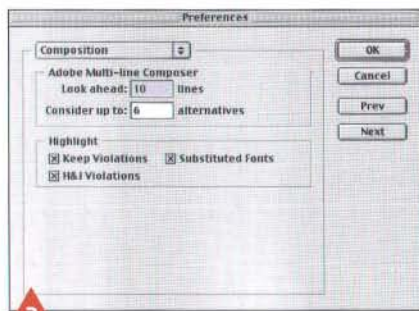 Preferences
Composition
OK
Adobe Multi-line Composer
Look ahead: 10 lines
Cancel
Consider up to: 6 alternatives
Prev
Next
Highlight
Keep Violations Substituted Fonts
H&J Violations